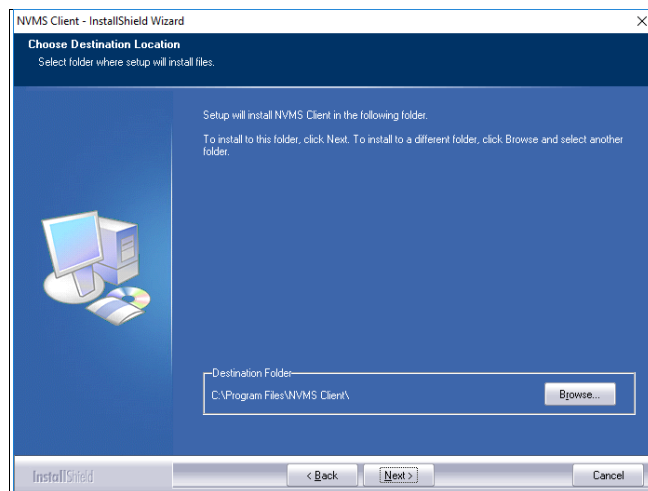 NVMS Client - InstallShield Wizard
Choose Destination Location
Select folder where setup will install files.
Setup will install NVMS Client in the following folder.
To install to this folder, click Next. To install to a different folder, click Browse and select another
folder.
Destination Folder
C:\Program Files\NVMS Client\
Browse...
InstallShield
< Back
Next >
Cancel